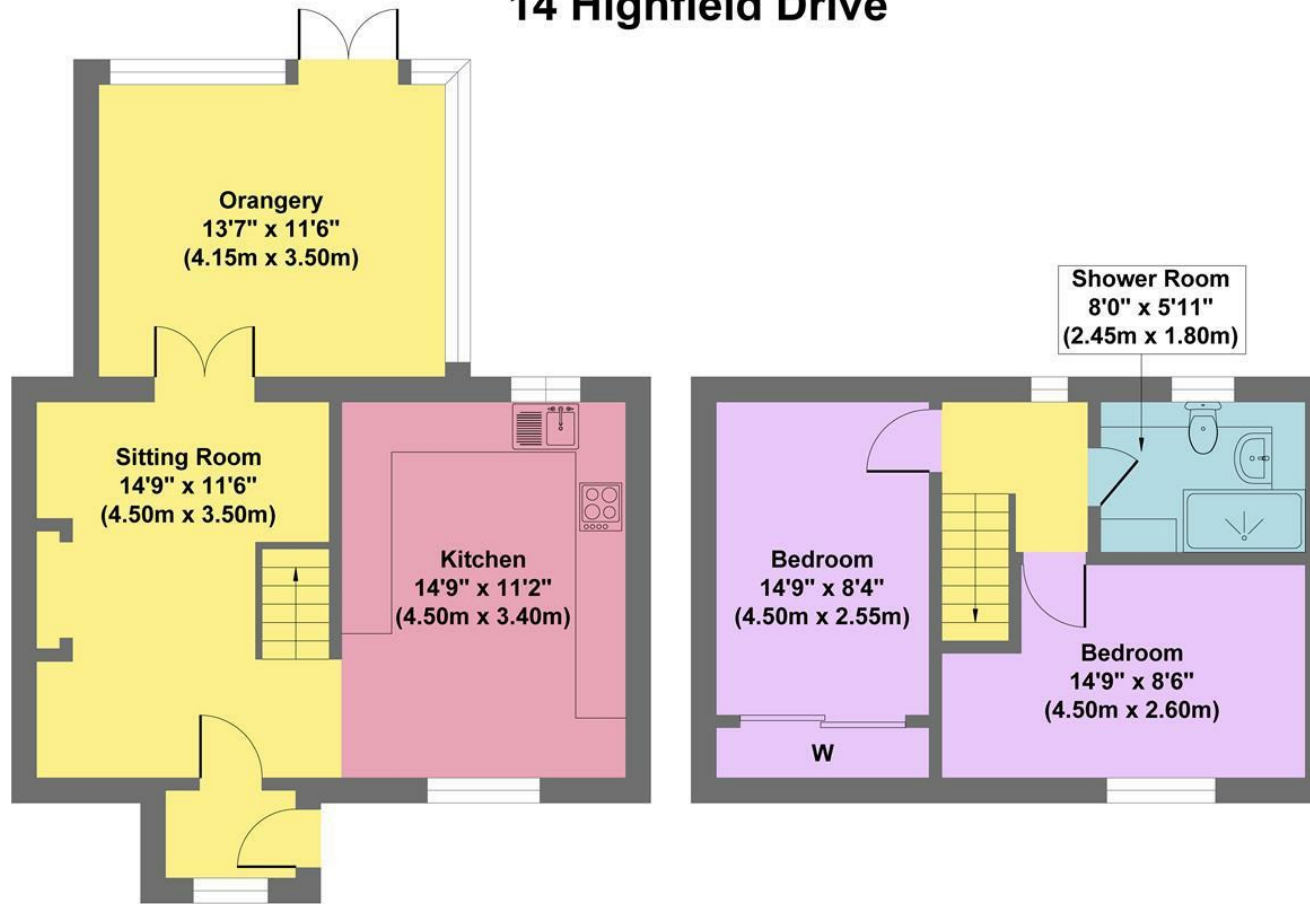 14 Highfield Drive
Orangery
13'7" x 11'6"
(4.15m x 3.50m)
Shower Room
8'0" x 5'11"
(2.45m x 1.80m)
Sitting Room
14'9" x 11'6"
(4.50m x 3.50m)
Kitchen
14'9" x 11'2"
(4.50m x 3.40m)
Bedroom
14'9" x 8'4"
(4.50m x 2.55m)
Bedroom
14'9" x 8'6"
(4.50m x 2.60m)
W